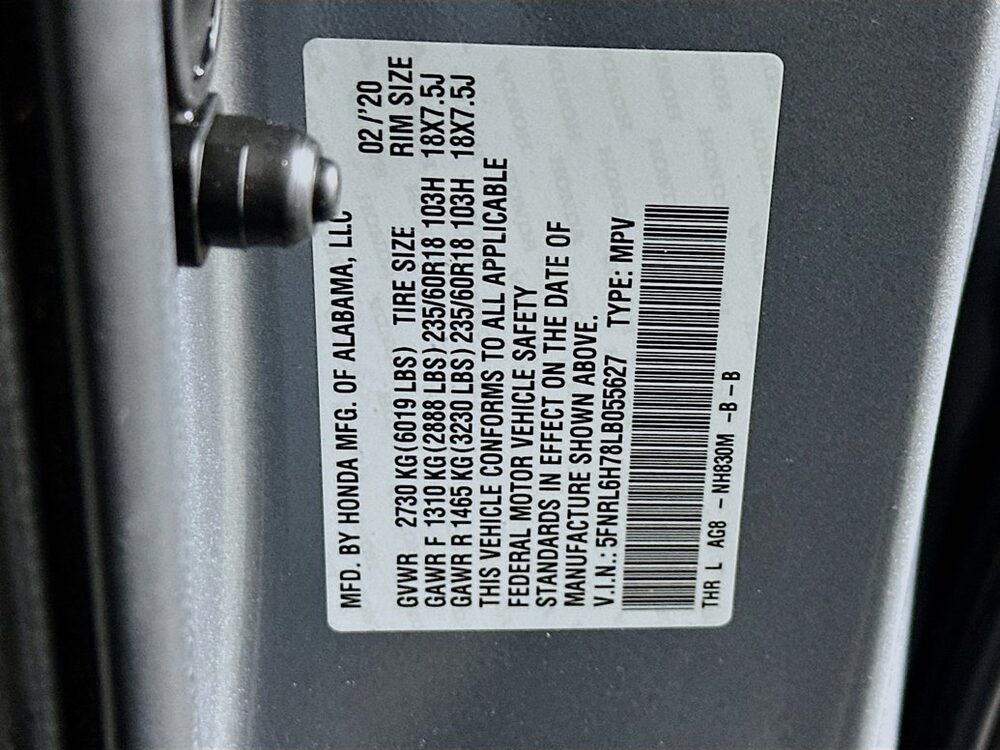 MFD. BY HONDA MFG. OF ALABAMA, LLC 02/'20
GVWR 2730 KG(6019 LBS) TIRE SIZE RIM SIZE
GAWR F 1310 KG(2888 LBS)235/60R18 103H 18X7.5J
GAWR R 1465 KG(3230 LBS)235/60R18 103H 18X7.5J
THIS VEHICLE CONFORMS TO ALL APPLICABLE
FEDERAL MOTOR VEHICLE SAFETY
STANDARDS IN EFFECT ON THE DATE OF
MANUFACTURE SHOWN ABOVE.
V.I.N.: 5FNRL6H78LB055627 TYPE: MPV
THR L AG8 - NH830M -B-B